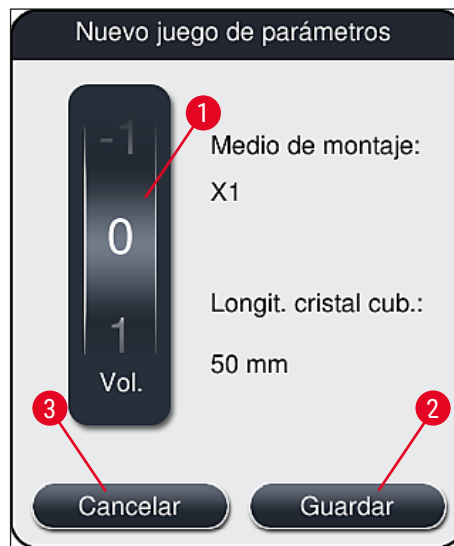 Nuevo juego de parámetros
-1
0
1
Vol.
1
Medio de montaje:
X1
Longit. cristal cub.:
50 mm
3
2
Cancelar
Guardar